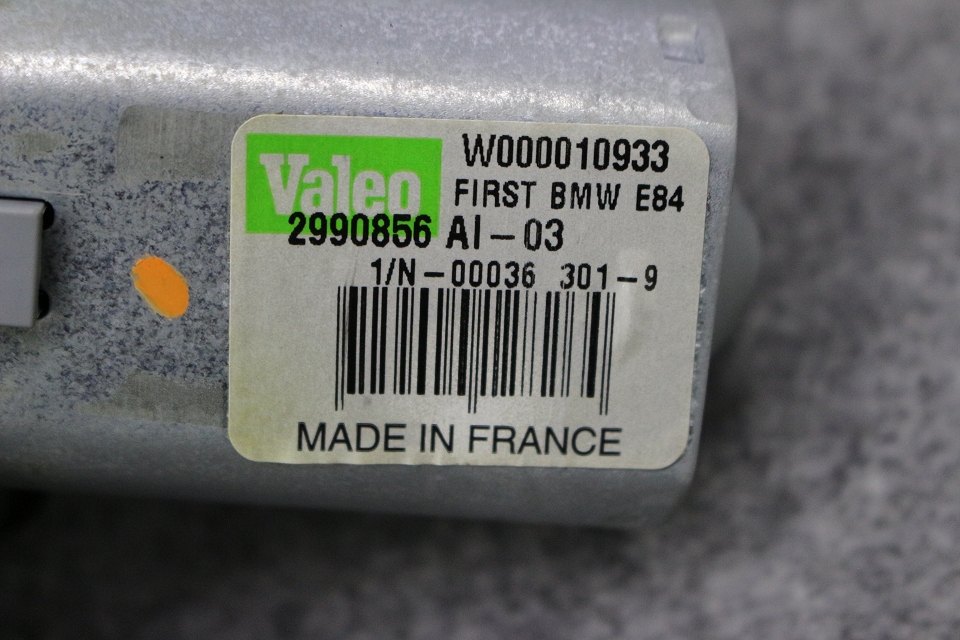 Valeo
W000010933
FIRST BMW E84
2990856 AI-03
1/N-00036 301-9
MADE IN FRANCE